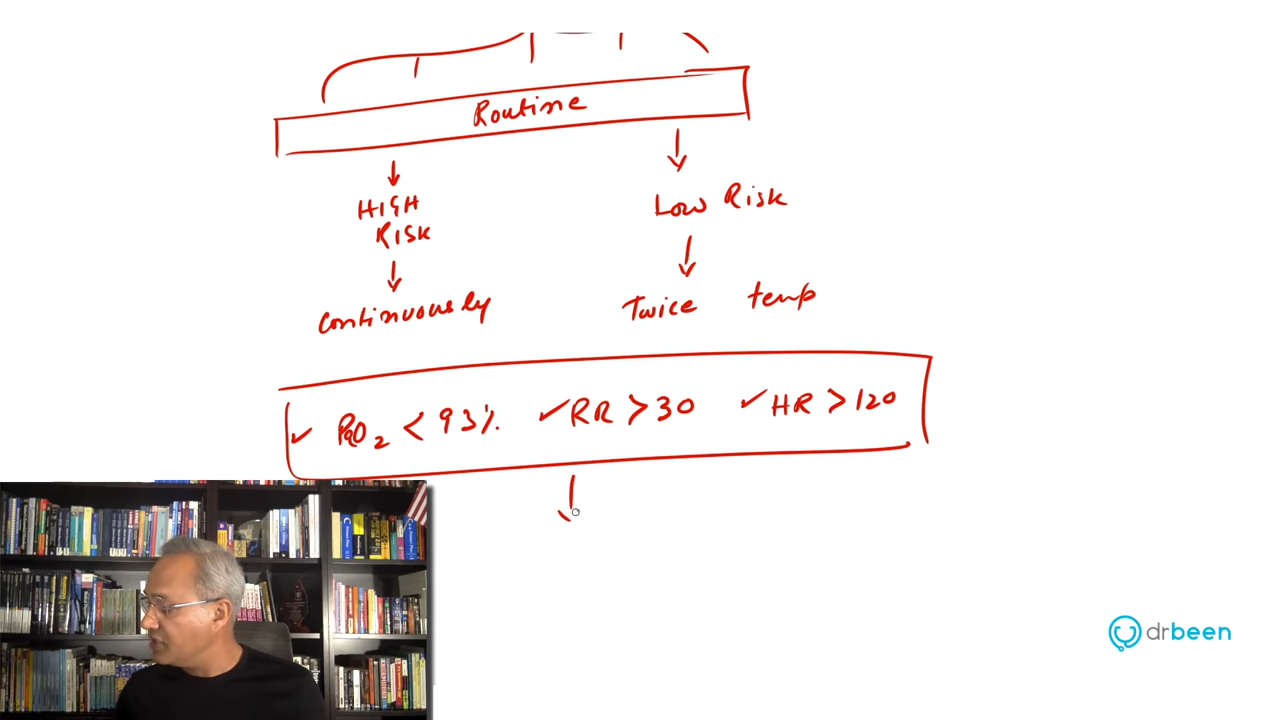 Routine
HIGH
RISK
Low Risk
Continuously
Twice temp
✓ PaO2 < 93% ✓ RR > 30 ✓ HR > 120
drbeen